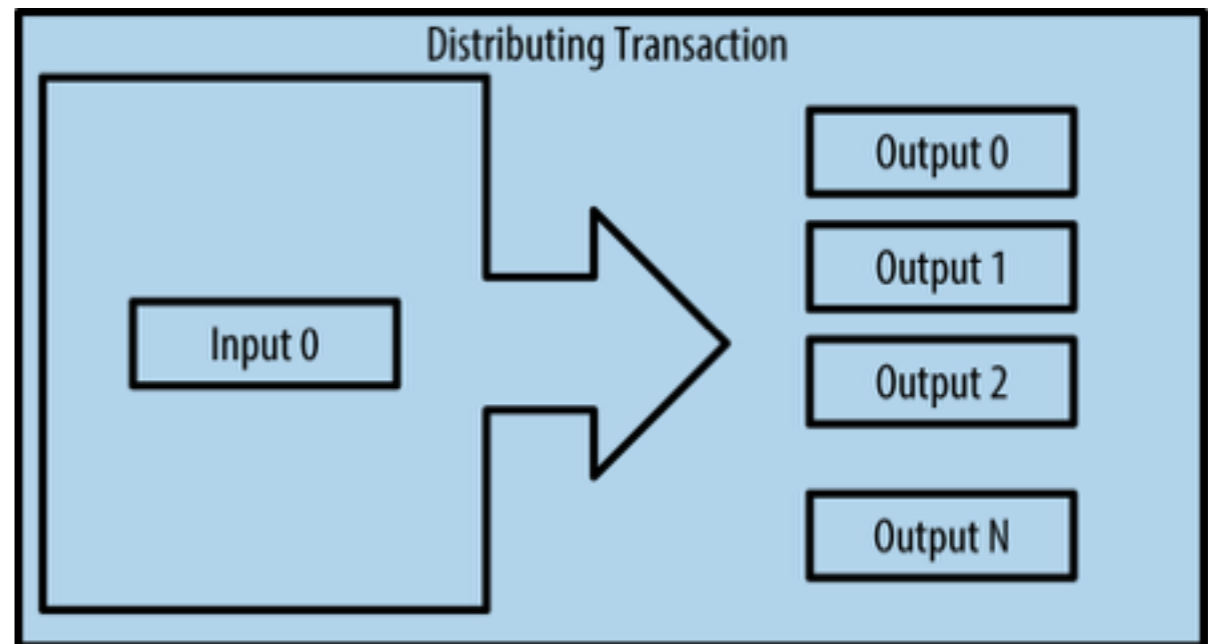 Distributing Transaction
Input 0
Output 0
Output 1
Output 2
Output N